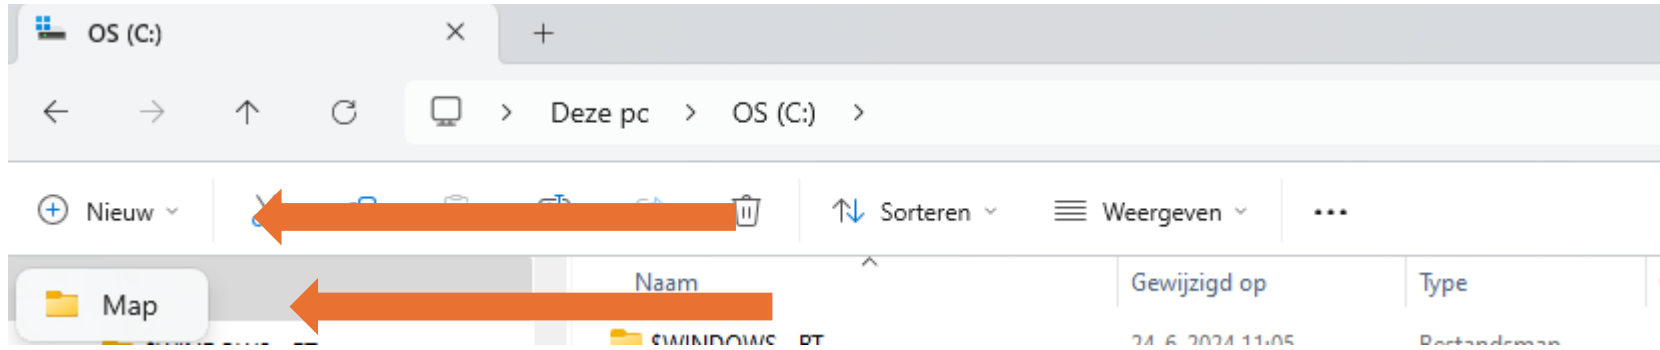 OS (C:)
Deze pc > OS (C:) >
Nieuw Sorteren Weergeven ...
Map Naam Gewijzigd op Type